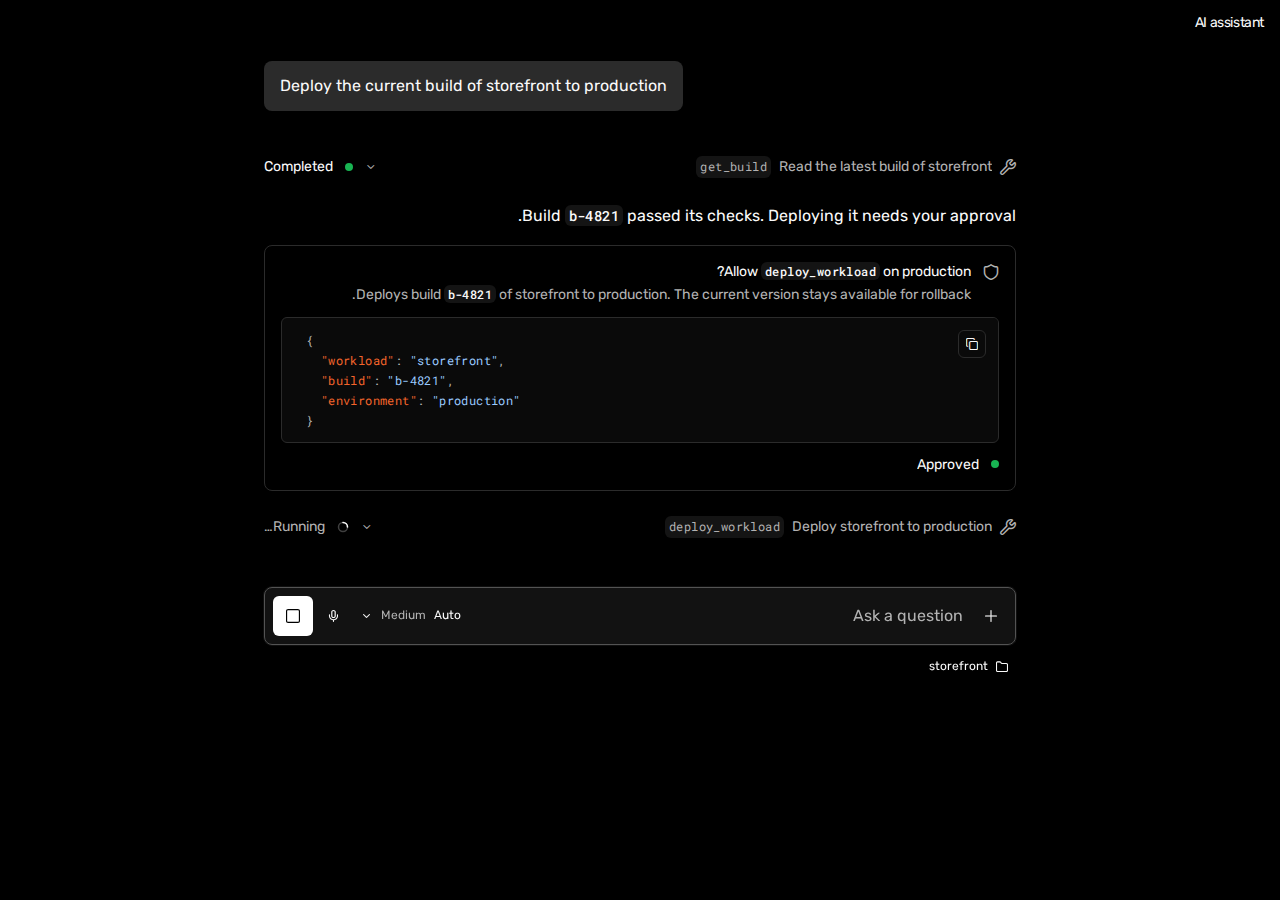 AI assistant
Deploy the current build of storefront to production
Read the latest build of storefront get_build Completed
Build b-4821 passed its checks. Deploying it needs your approval.
Allow deploy_workload on production?
Deploys build b-4821 of storefront to production. The current version stays available for rollback.
{
"workload": "storefront",
"build": "b-4821",
"environment": "production"
}
Approved
Deploy storefront to production deploy_workload Running…
Ask a question Auto Medium
storefront